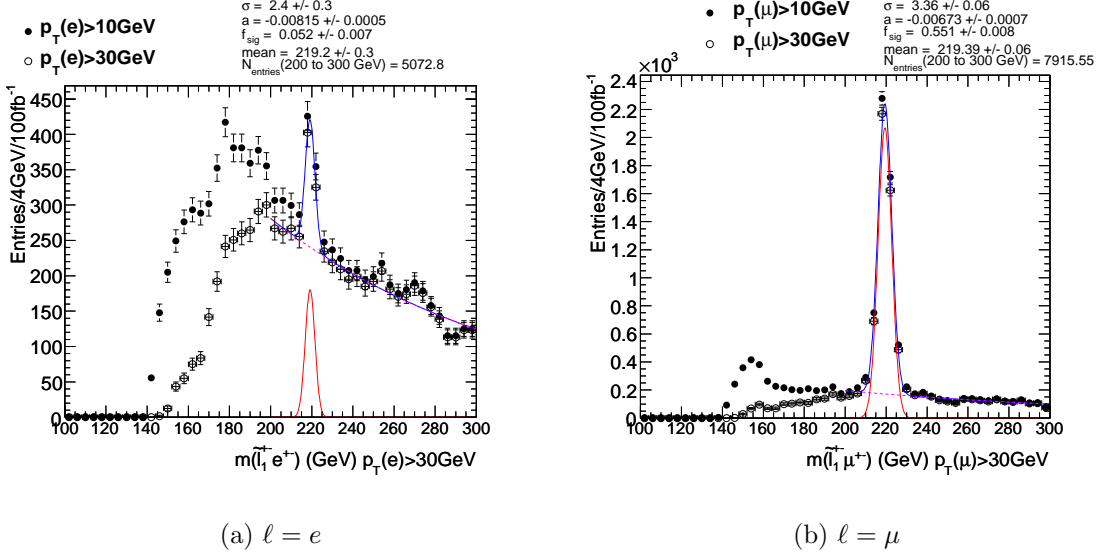 p_T(e)>10GeV
p_T(e)>30GeV
σ = 2.4 +/- 0.3
a = -0.00815 +/- 0.0005
f_sig = 0.052 +/- 0.007
mean = 219.2 +/- 0.3
N_entries(200 to 300 GeV) = 5072.8
Entries/4GeV/100fb⁻¹
450
400
350
300
250
200
150
100
50
0
100 120 140 160 180 200 220 240 260 280 300
m(l̃₁⁺⁻ e⁺⁻) (GeV) p_T(e)>30GeV
(a) ℓ = e
p_T(μ)>10GeV
p_T(μ)>30GeV
σ = 3.36 +/- 0.06
a = -0.00673 +/- 0.0007
f_sig = 0.551 +/- 0.008
mean = 219.39 +/- 0.06
N_entries(200 to 300 GeV) = 7915.55
×10³
Entries/4GeV/100fb⁻¹
2.4
2.2
2
1.8
1.6
1.4
1.2
1
0.8
0.6
0.4
0.2
0
100 120 140 160 180 200 220 240 260 280 300
m(l̃₁⁺⁻ μ⁺⁻) (GeV) p_T(μ)>30GeV
(b) ℓ = μ